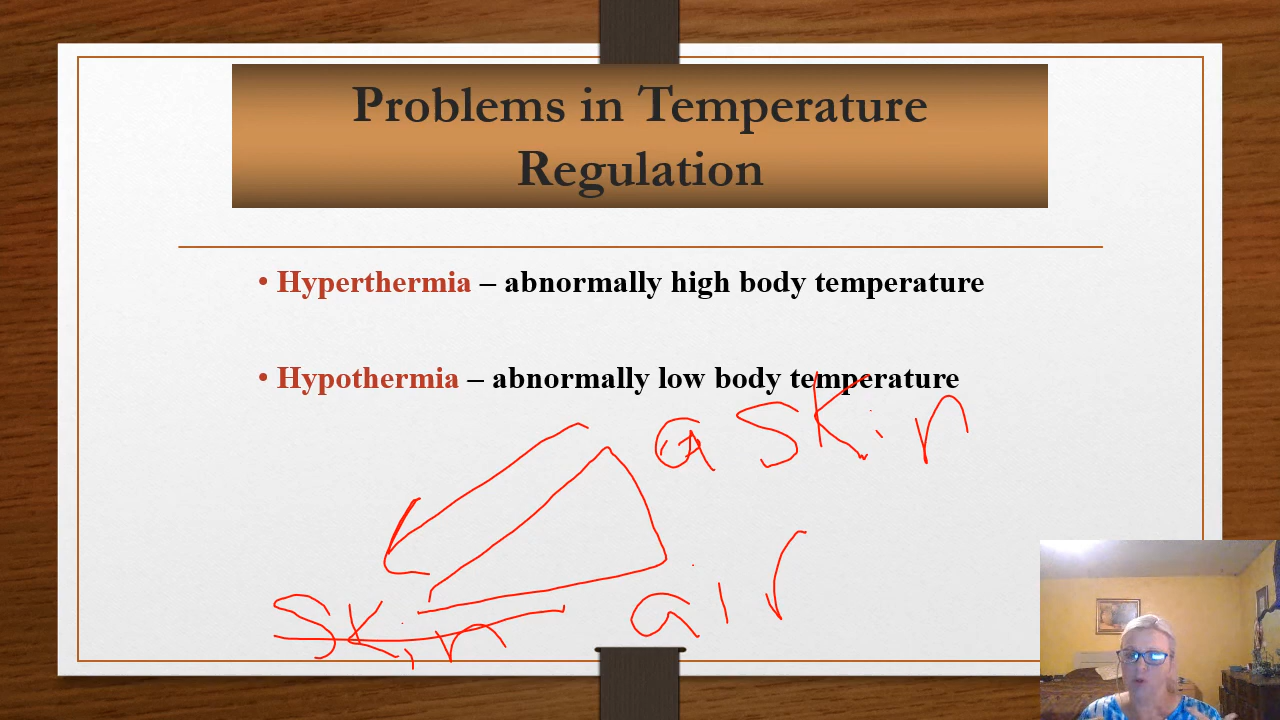 Problems in Temperature
Regulation
• Hyperthermia – abnormally high body temperature
• Hypothermia – abnormally low body temperature
a skin
air
skin